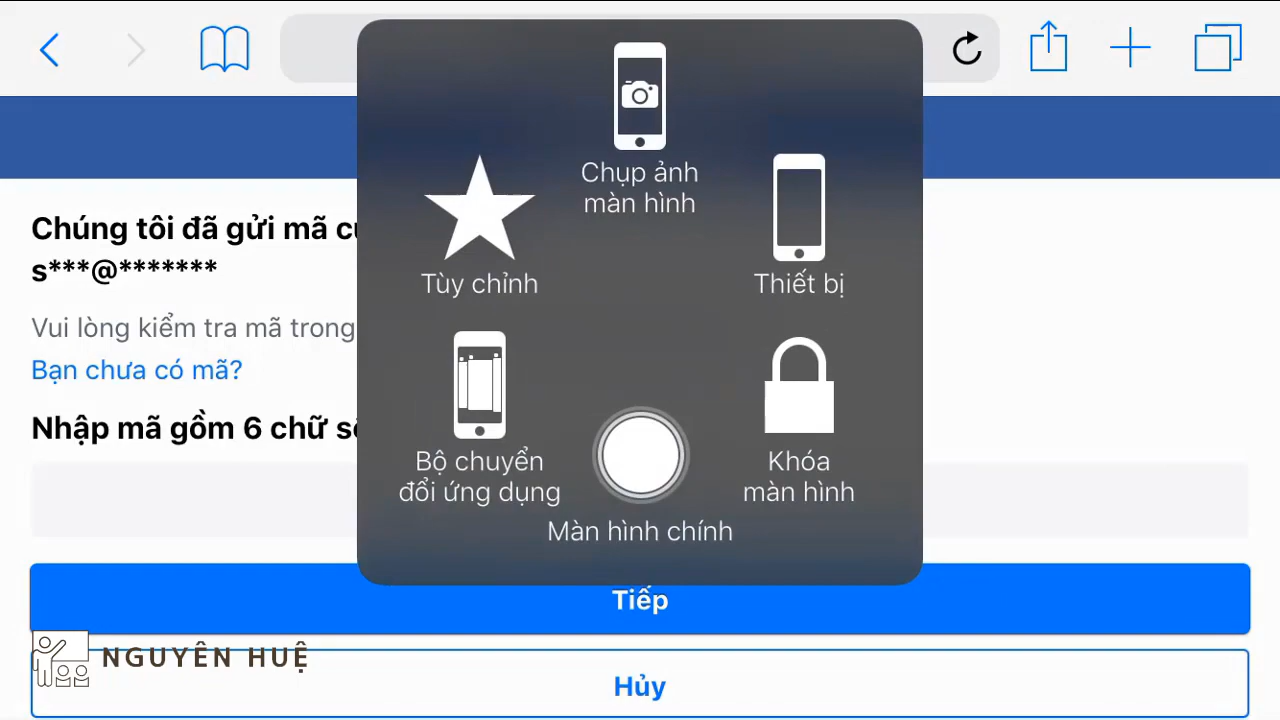 Chụp ảnh
màn hình
Tùy chỉnh
Thiết bị
Bộ chuyển
đổi ứng dụng
Khóa
màn hình
Màn hình chính
Chúng tôi đã gửi mã
s***@*******
Vui lòng kiểm tra mã trong
Bạn chưa có mã?
Nhập mã gồm 6 chữ
Tiếp
NGUYÊN HUỆ
Hủy